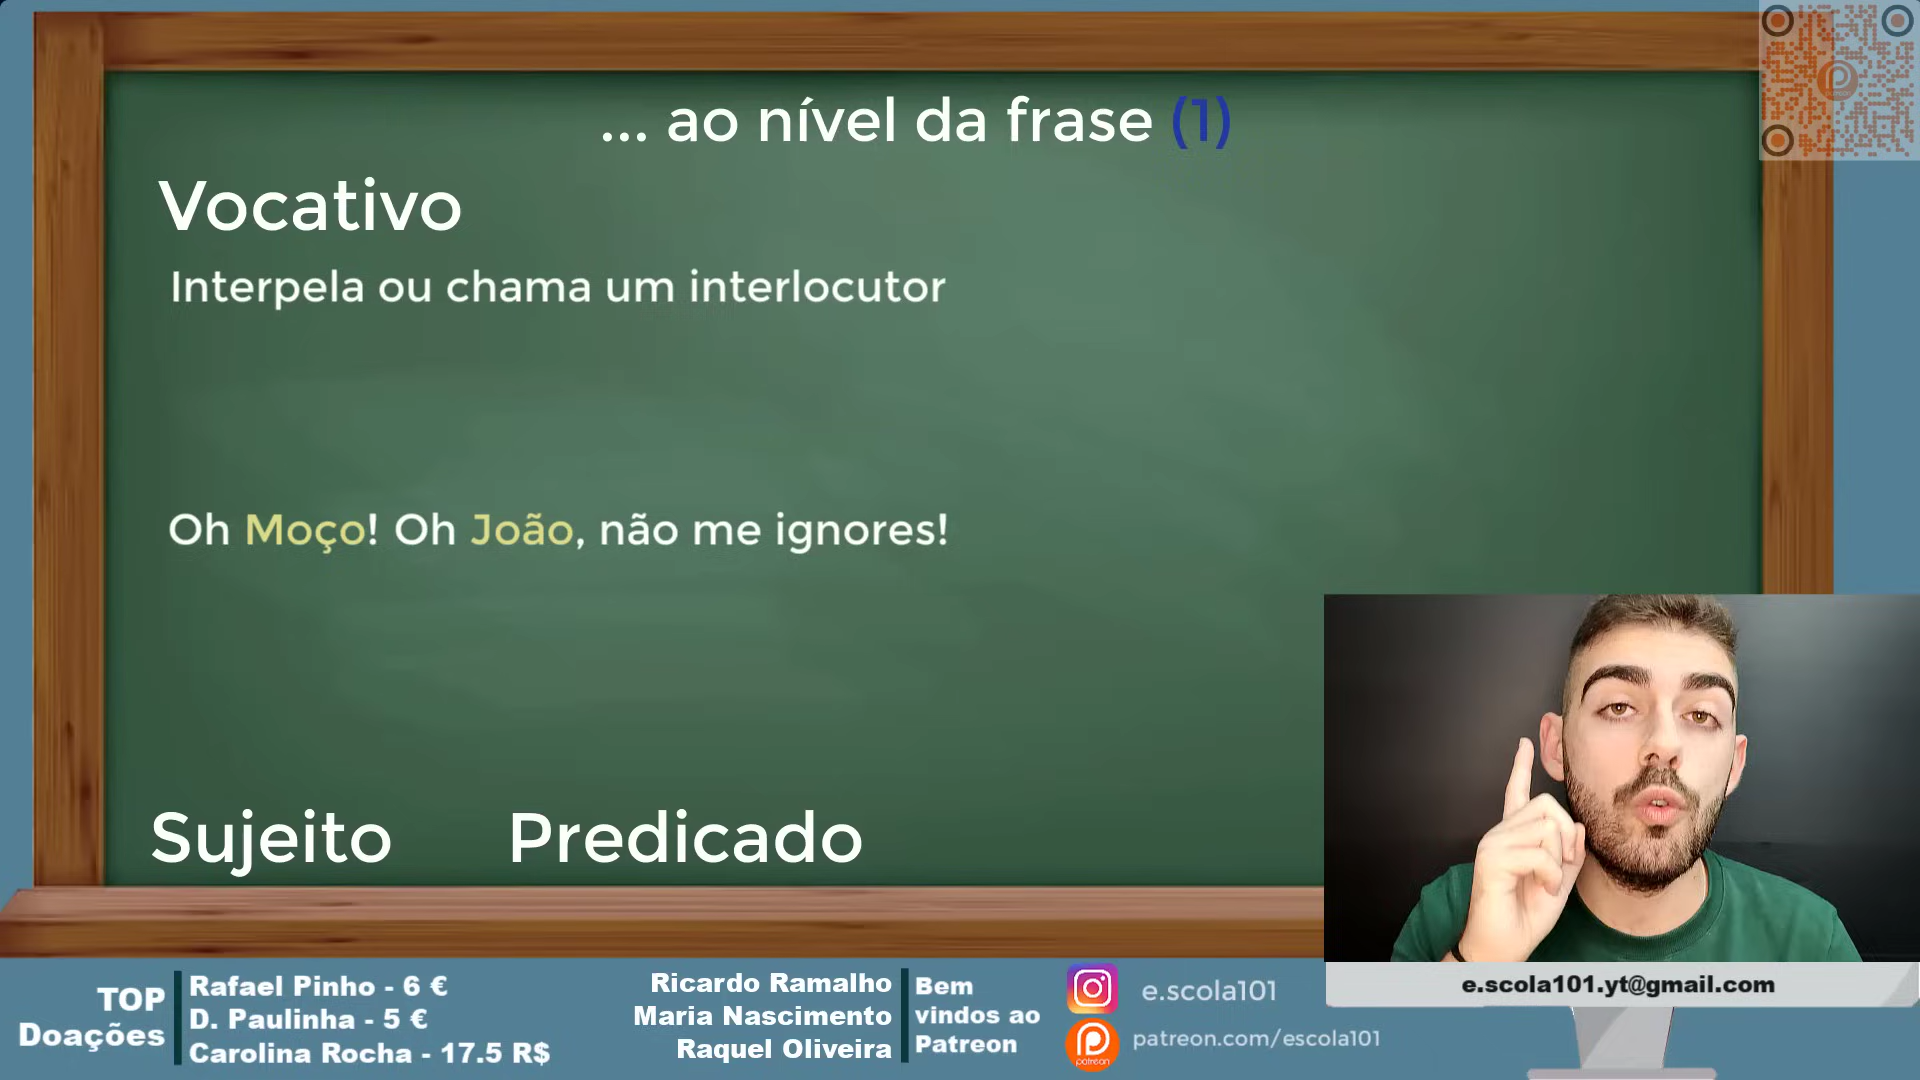 ... ao nível da frase (1)
Vocativo
Interpela ou chama um interlocutor
Oh Moço! Oh João, não me ignores!
Sujeito Predicado
TOP
Doações
Rafael Pinho - 6 €
D. Paulinha - 5 €
Carolina Rocha - 17.5 R$
Ricardo Ramalho
Maria Nascimento
Raquel Oliveira
Bem
vindos ao
Patreon
e.scola101
patreon
patreon.com/escola101
e.scola101.yt@gmail.com